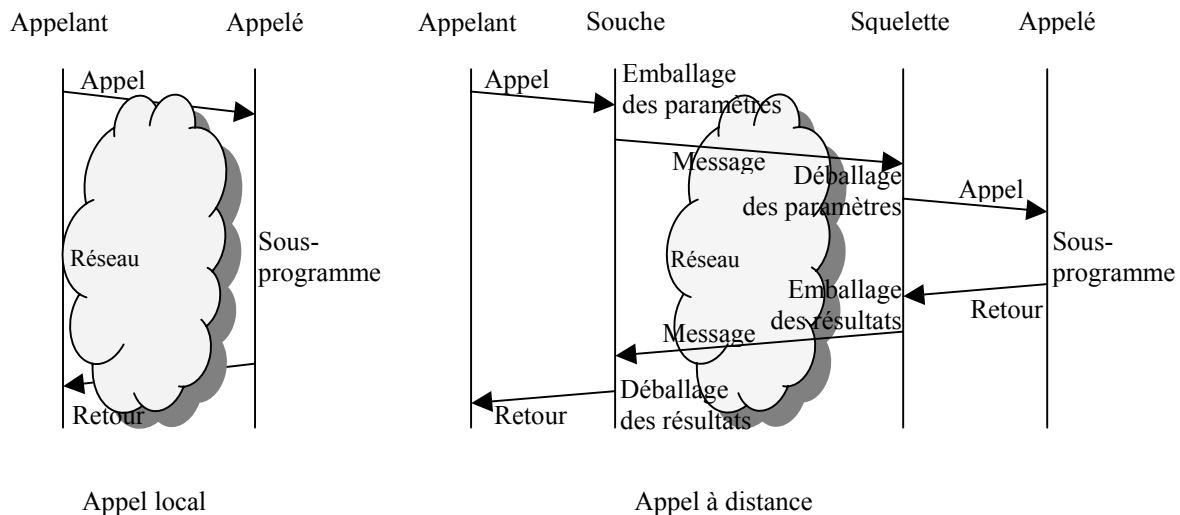 Appelant
Appelé
Appel
Réseau
Sous-
programme
Retour
Appel local
Appelant
Souche
Squelette
Appelé
Appel
Emballage
des paramètres
Message
Déballage
des paramètres
Appel
Réseau
Sous-
programme
Retour
Emballage
des résultats
Message
Déballage
des résultats
Retour
Appel à distance